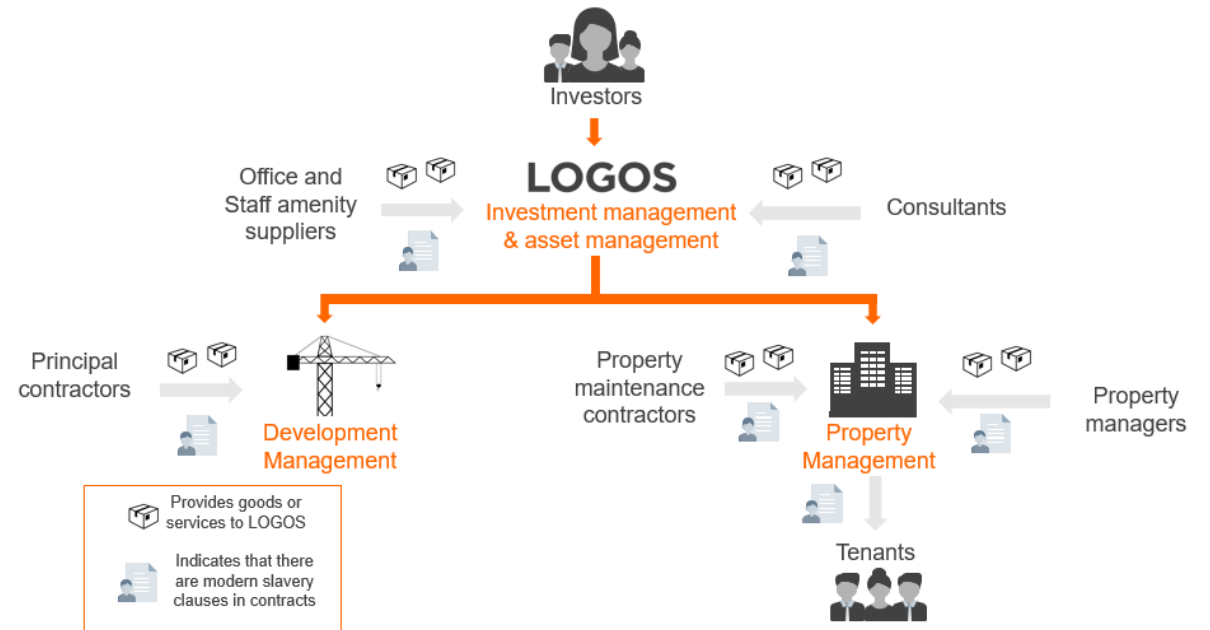 Investors
LOGOS
Investment management
& asset management
Office and
Staff amenity
suppliers
Consultants
Principal
contractors
Development
Management
Property
maintenance
contractors
Property
Management
Property
managers
Provides goods or
services to LOGOS
Indicates that there
are modern slavery
clauses in contracts
Tenants